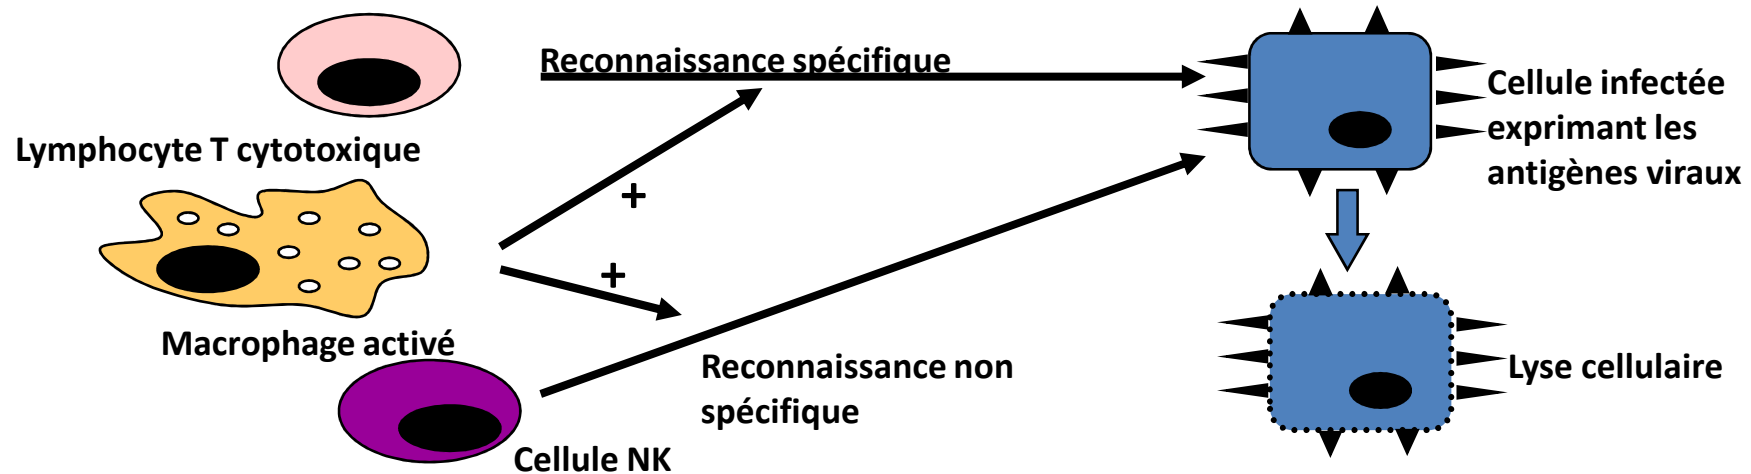 Reconnaissance spécifique
Cellule infectée
exprimant les
antigènes viraux
Lymphocyte T cytotoxique
+
+
Macrophage activé
Reconnaissance non
spécifique
Lyse cellulaire
Cellule NK